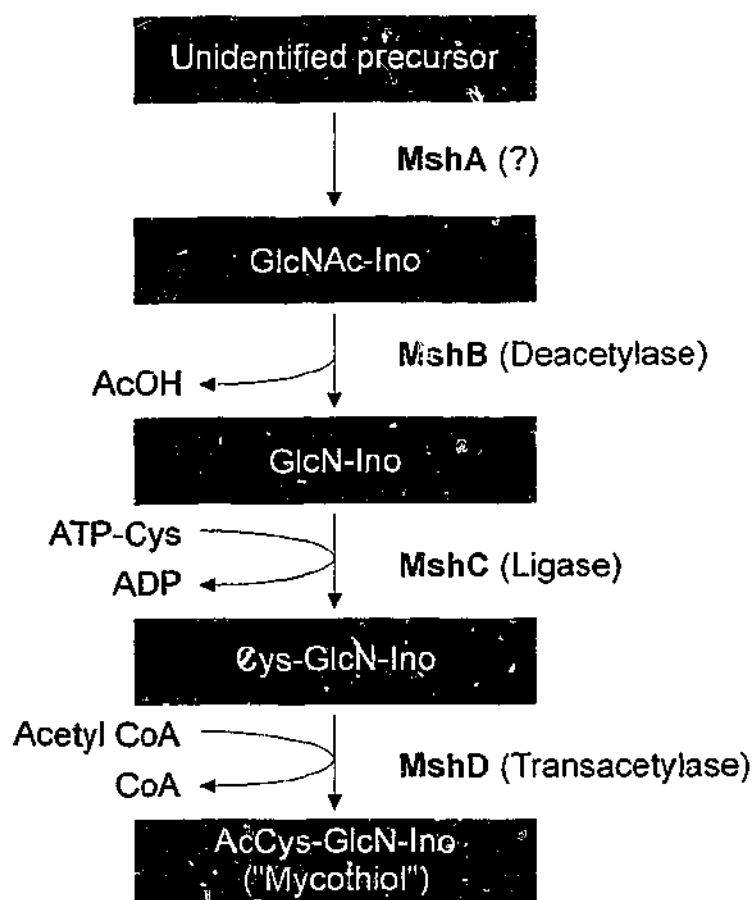 Unidentified precursor
MshA (?)
GlcNAc-Ino
MshB (Deacetylase)
AcOH
GlcN-Ino
ATP-Cys
ADP
MshC (Ligase)
Cys-GlcN-Ino
Acetyl CoA
CoA
MshD (Transacetylase)
AcCys-GlcN-Ino
("Mycothiol")